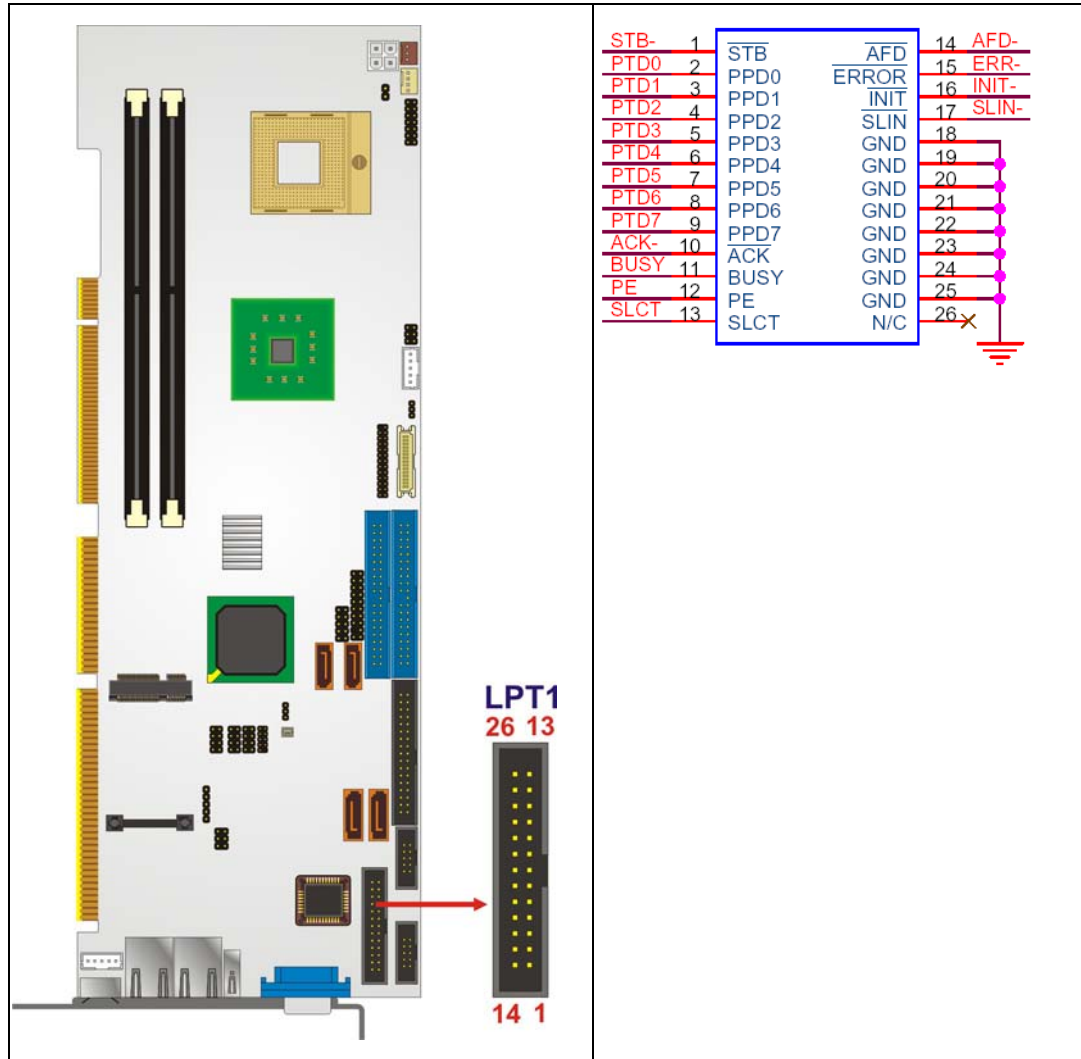 LPT1
26 13
14 1
STB- 1 STB AFD 14 AFD-
PTD0 2 PPD0 ERROR 15 ERR-
PTD1 3 PPD1 INIT 16 INIT-
PTD2 4 PPD2 SLIN 17 SLIN-
PTD3 5 PPD3 GND 18
PTD4 6 PPD4 GND 19
PTD5 7 PPD5 GND 20
PTD6 8 PPD6 GND 21
PTD7 9 PPD7 GND 22
ACK- 10 ACK GND 23
BUSY 11 BUSY GND 24
PE 12 PE GND 25
SLCT 13 SLCT N/C 26